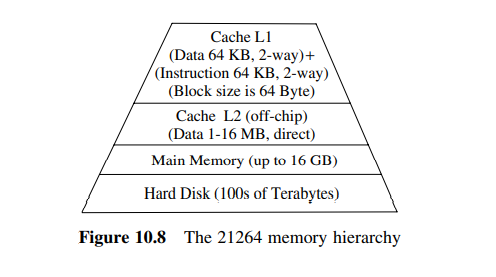 Cache L1
(Data 64 KB, 2-way)+
(Instruction 64 KB, 2-way)
(Block size is 64 Byte)
Cache L2 (off-chip)
(Data 1-16 MB, direct)
Main Memory (up to 16 GB)
Hard Disk (100s of Terabytes)
Figure 10.8 The 21264 memory hierarchy